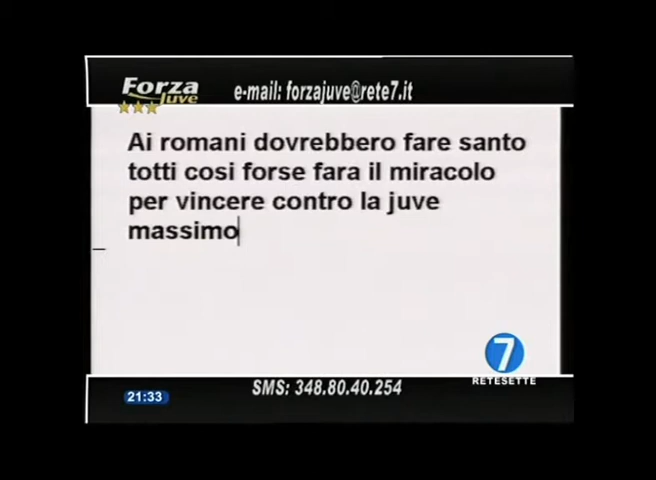 Forza
Juve
e-mail: forzajuve@rete7.it
Ai romani dovrebbero fare santo
totti cosi forse fara il miracolo
per vincere contro la juve
massimo
7
RETESETTE
21:33
SMS: 348.80.40.254